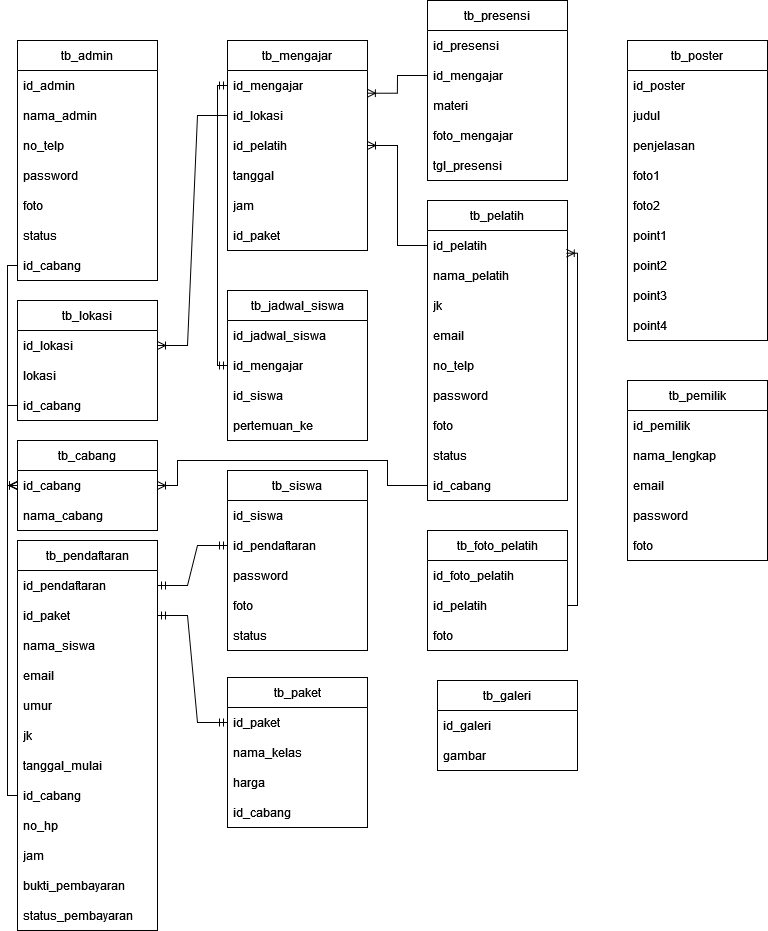 tb_admin
id_admin
nama_admin
no_telp
password
foto
status
id_cabang
tb_lokasi
id_lokasi
lokasi
id_cabang
tb_cabang
id_cabang
nama_cabang
tb_pendaftaran
id_pendaftaran
id_paket
nama_siswa
email
umur
jk
tanggal_mulai
id_cabang
no_hp
jam
bukti_pembayaran
status_pembayaran
tb_mengajar
id_mengajar
id_lokasi
id_pelatih
tanggal
jam
id_paket
tb_jadwal_siswa
id_jadwal_siswa
id_mengajar
id_siswa
pertemuan_ke
tb_siswa
id_siswa
id_pendaftaran
password
foto
status
tb_paket
id_paket
nama_kelas
harga
id_cabang
tb_presensi
id_presensi
id_mengajar
materi
foto_mengajar
tgl_presensi
tb_pelatih
id_pelatih
nama_pelatih
jk
email
no_telp
password
foto
status
id_cabang
tb_foto_pelatih
id_foto_pelatih
id_pelatih
foto
tb_galeri
id_galeri
gambar
tb_poster
id_poster
judul
penjelasan
foto1
foto2
point1
point2
point3
point4
tb_pemilik
id_pemilik
nama_lengkap
email
password
foto